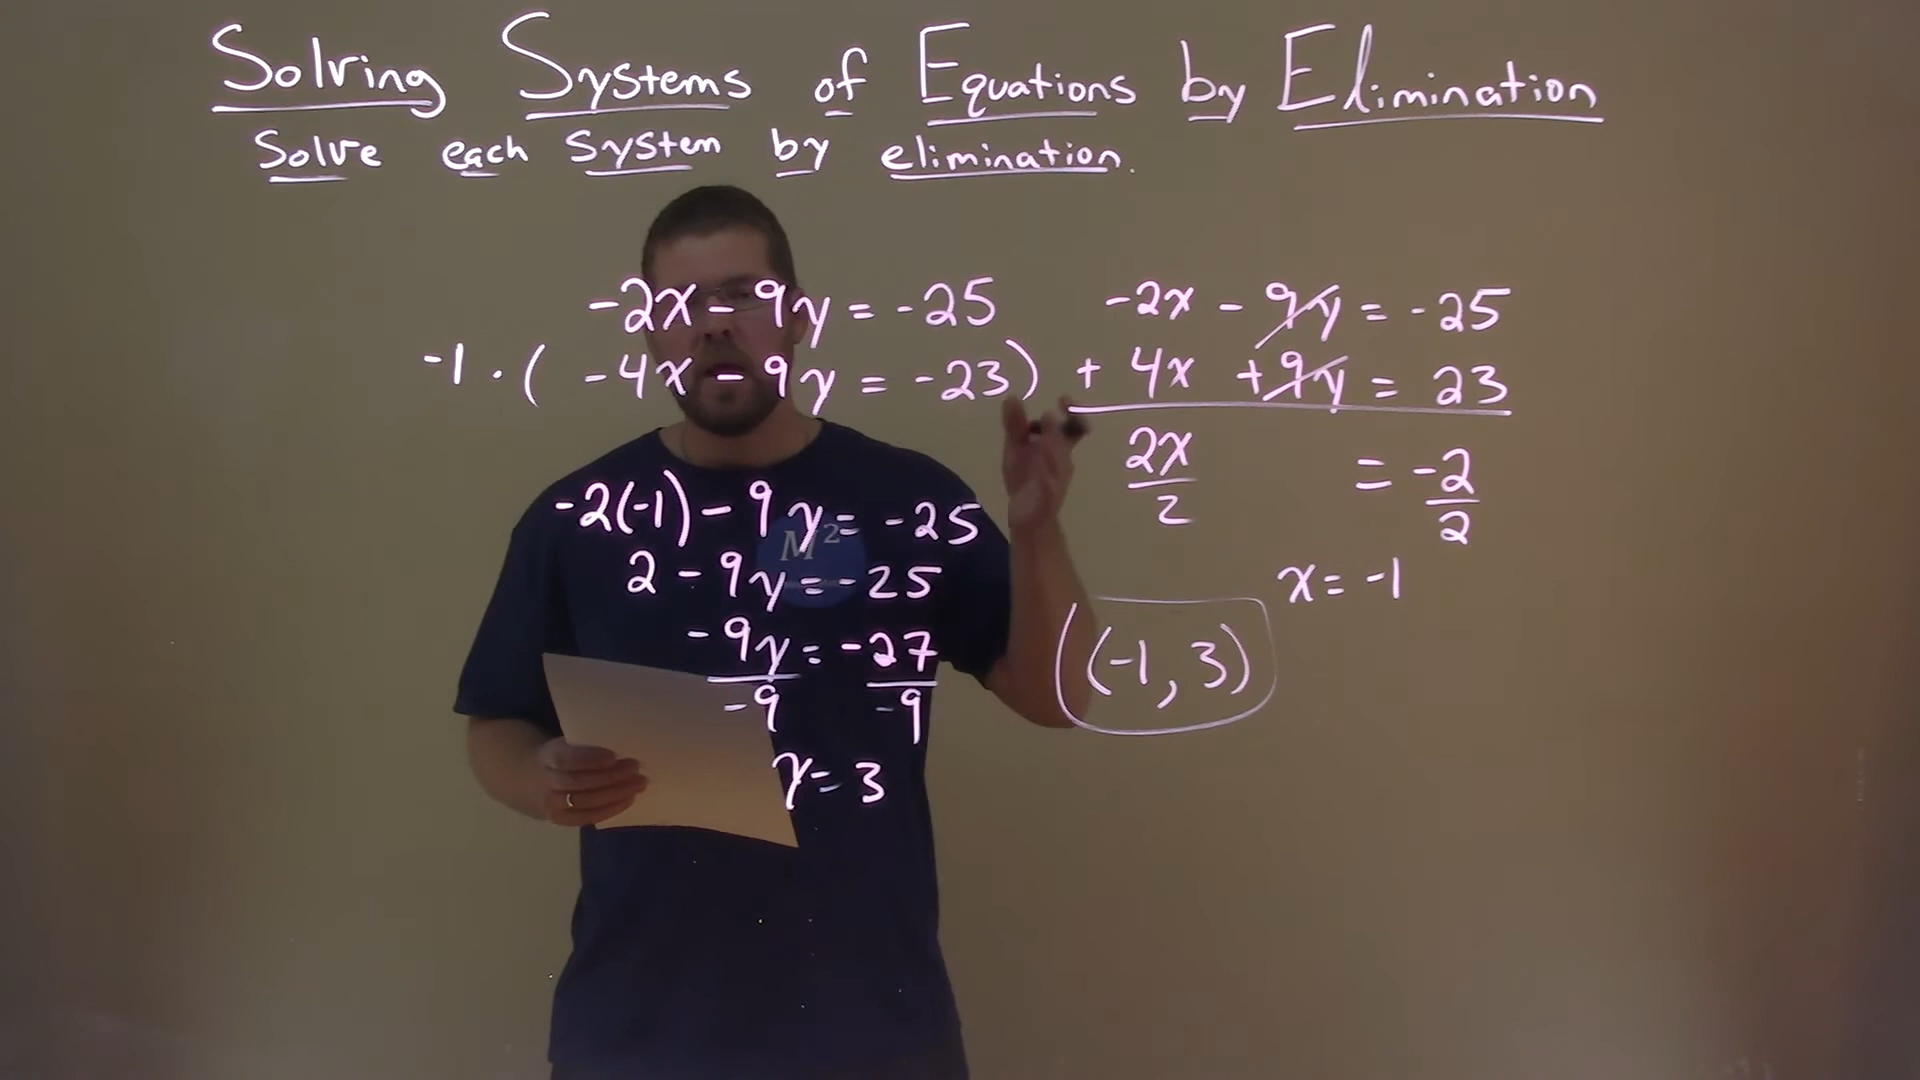 Solving Systems of Equations by Elimination
Solve each system by elimination.
-2x - 9y = -25
-1 · ( -4x - 9y = -23)
-2x - 9y = -25
+ 4x + 9y = 23
2x/2 = -2/2
x = -1
-2(-1) - 9y = -25
2 - 9y = -25
-9y = -27
-9 -9
y = 3
(-1, 3)
M²